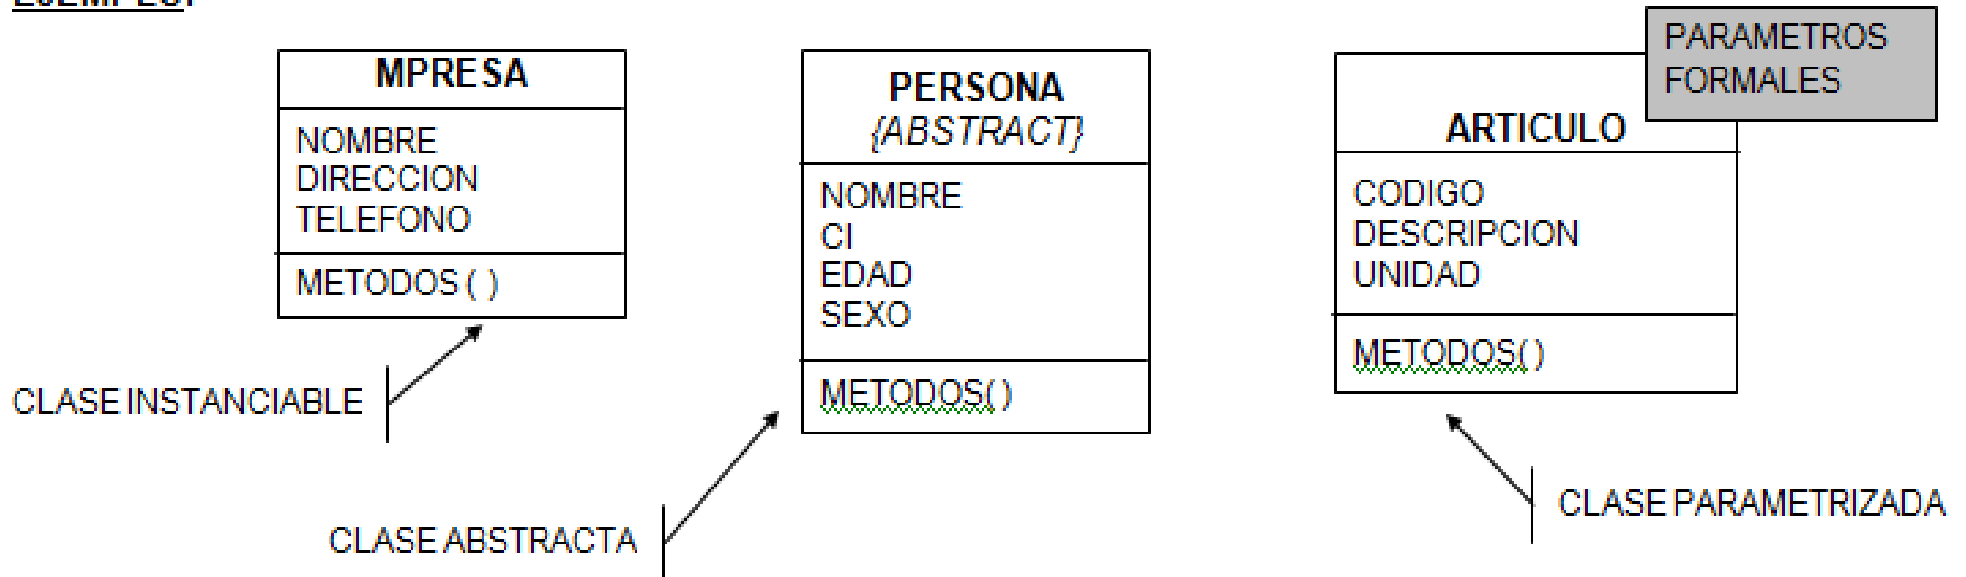 MPRESA
NOMBRE
DIRECCION
TELEFONO
METODOS ( )
CLASE INSTANCIABLE
PERSONA
{ABSTRACT}
NOMBRE
CI
EDAD
SEXO
METODOS( )
CLASE ABSTRACTA
PARAMETROS
FORMALES
ARTICULO
CODIGO
DESCRIPCION
UNIDAD
METODOS( )
CLASE PARAMETRIZADA